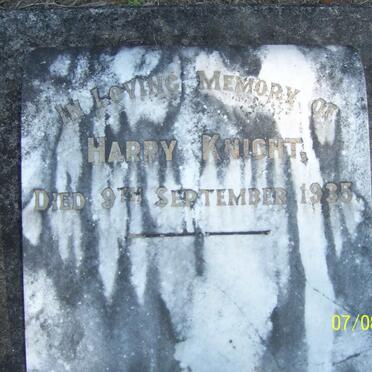 IN LOVING MEMORY OF
HARRY KNIGHT,
DIED 9TH SEPTEMBER 1935
07/08